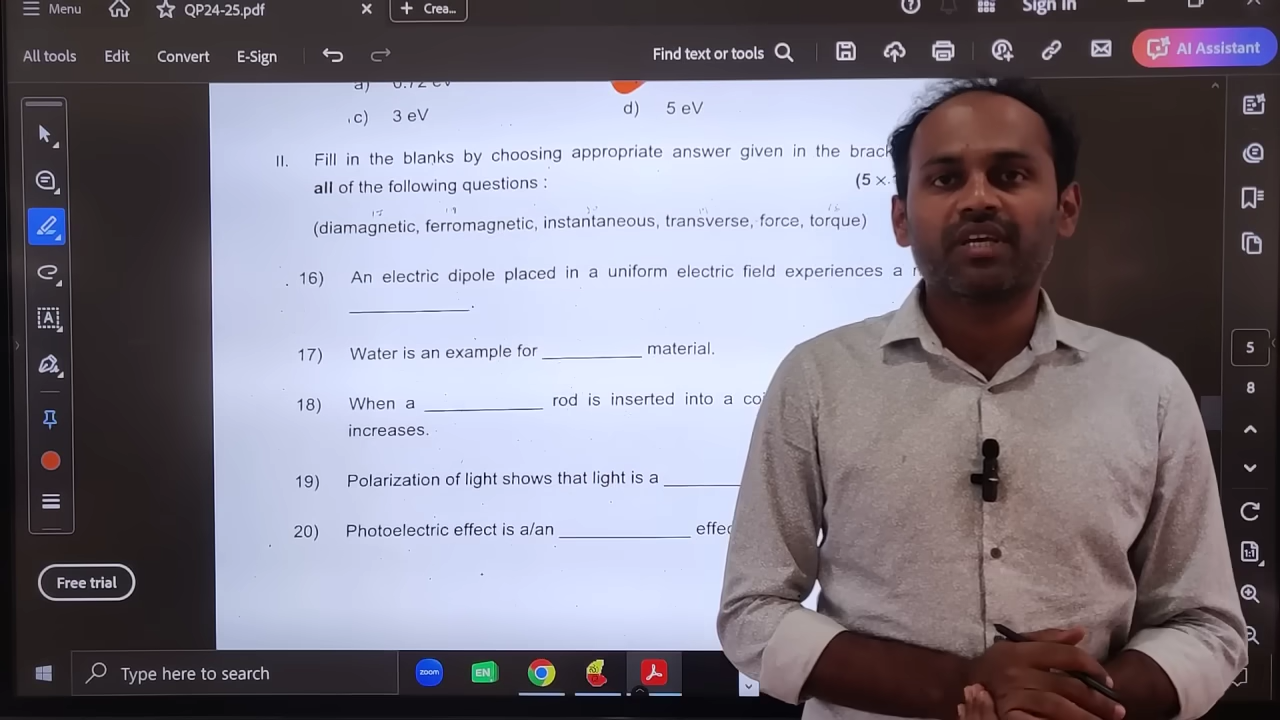 Menu
QP24-25.pdf
Crea...
Sign In
All tools
Edit
Convert
E-Sign
Find text or tools
AI Assistant
c) 3 eV
d) 5 eV
II. Fill in the blanks by choosing appropriate answer given in the
all of the following questions :
(5 ×
(diamagnetic, ferromagnetic, instantaneous, transverse, force, torque)
16) An electric dipole placed in a uniform electric field experiences a
__________.
17) Water is an example for __________ material.
18) When a __________ rod is inserted into a
increases.
19) Polarization of light shows that light is a ________
20) Photoelectric effect is a/an __________
5
8
1:1
Free trial
Type here to search
zoom
EN